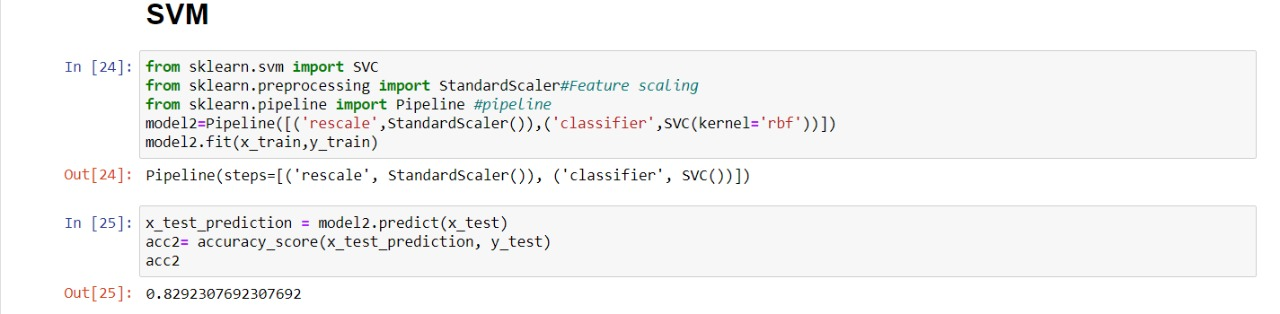 SVM
In [24]: from sklearn.svm import SVC
from sklearn.preprocessing import StandardScaler#Feature scaling
from sklearn.pipeline import Pipeline #pipeline
model2=Pipeline([('rescale',StandardScaler()),('classifier',SVC(kernel='rbf'))])
model2.fit(x_train,y_train)
Out[24]: Pipeline(steps=[('rescale', StandardScaler()), ('classifier', SVC())])
In [25]: x_test_prediction = model2.predict(x_test)
acc2= accuracy_score(x_test_prediction, y_test)
acc2
Out[25]: 0.8292307692307692